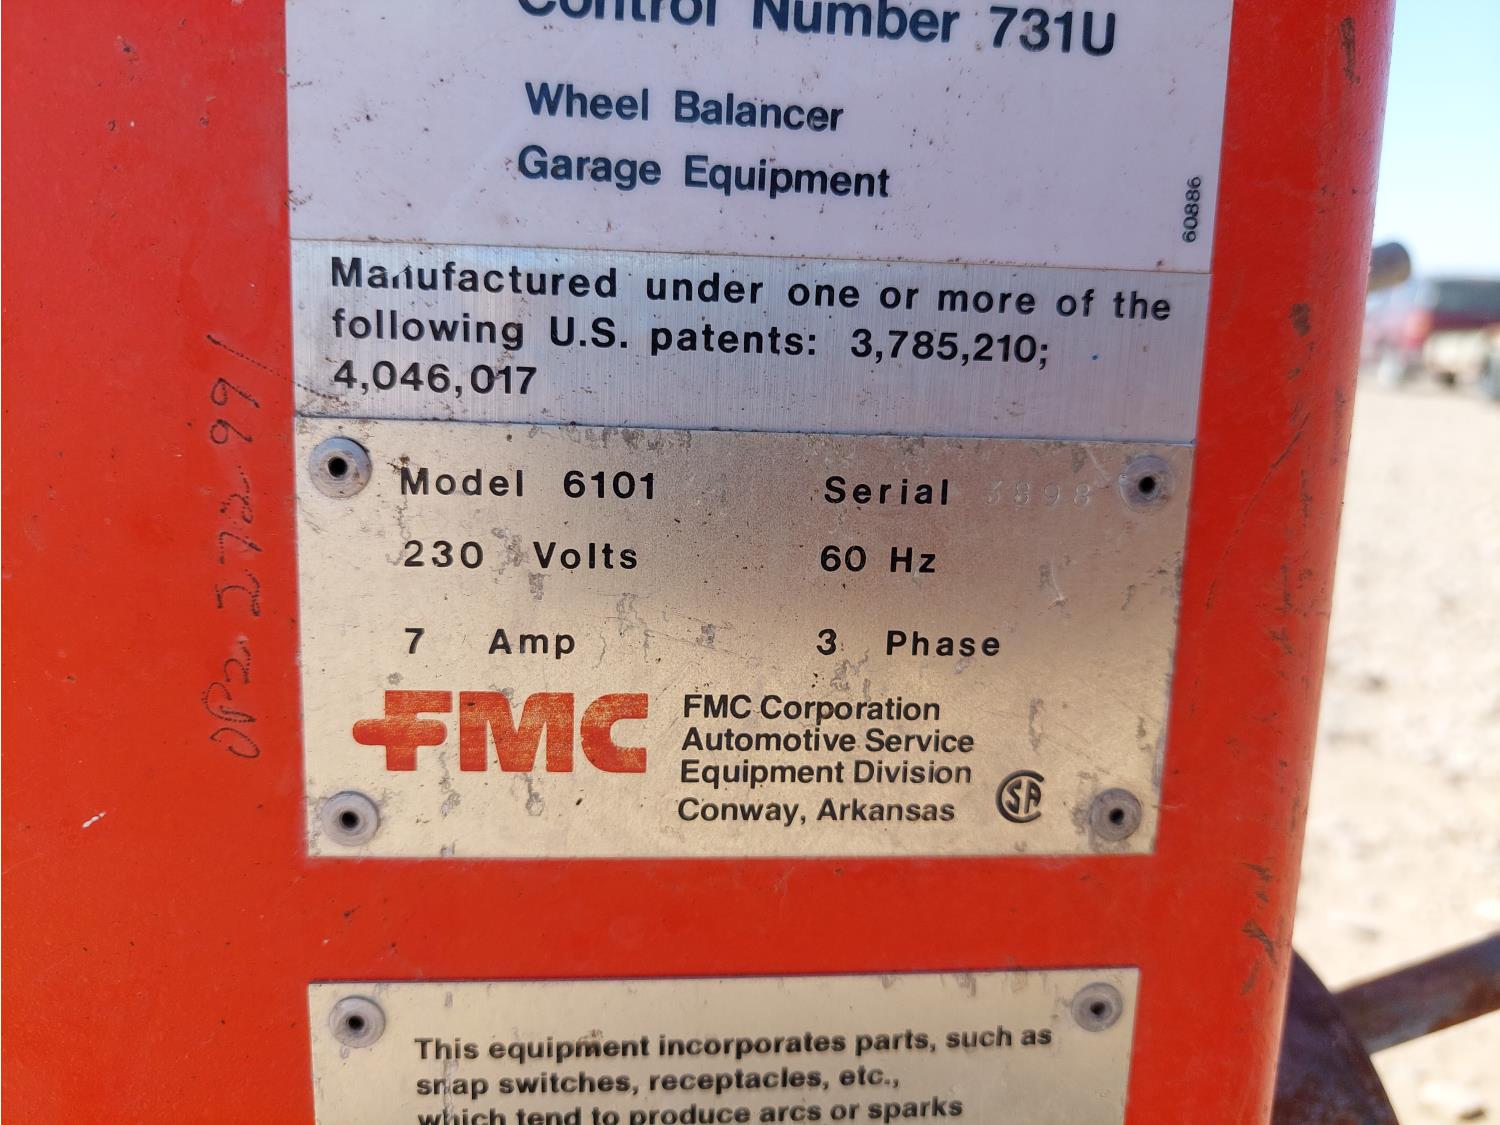 Control Number 731U
Wheel Balancer
Garage Equipment
60886
Manufactured under one or more of the
following U.S. patents: 3,785,210;
4,046,017
Model 6101 Serial 3898
230 Volts 60 Hz
7 Amp 3 Phase
FMC FMC Corporation
Automotive Service
Equipment Division
Conway, Arkansas SA
This equipment incorporates parts, such as
snap switches, receptacles, etc.,
which tend to produce arcs or sparks